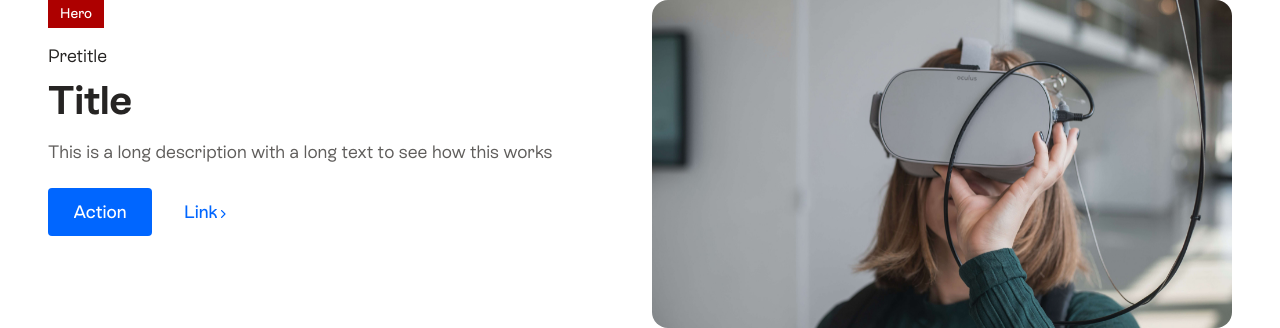 Hero
Pretitle
Title
This is a long description with a long text to see how this works
Action
Link
oculus